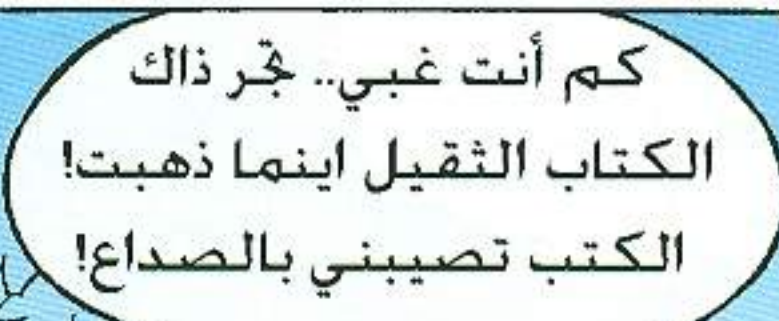 كم أنت غبي.. تجر ذاك
الكتاب الثقيل اينما ذهبت!
الكتب تصيبني بالصداع!